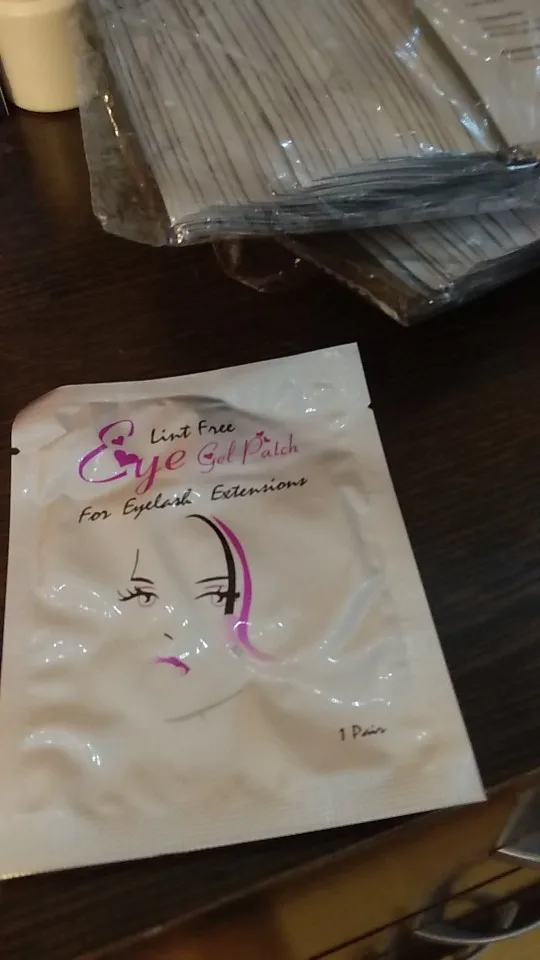 Lint Free
Eye Gel Patch
For Eyelash Extensions
1 Pair